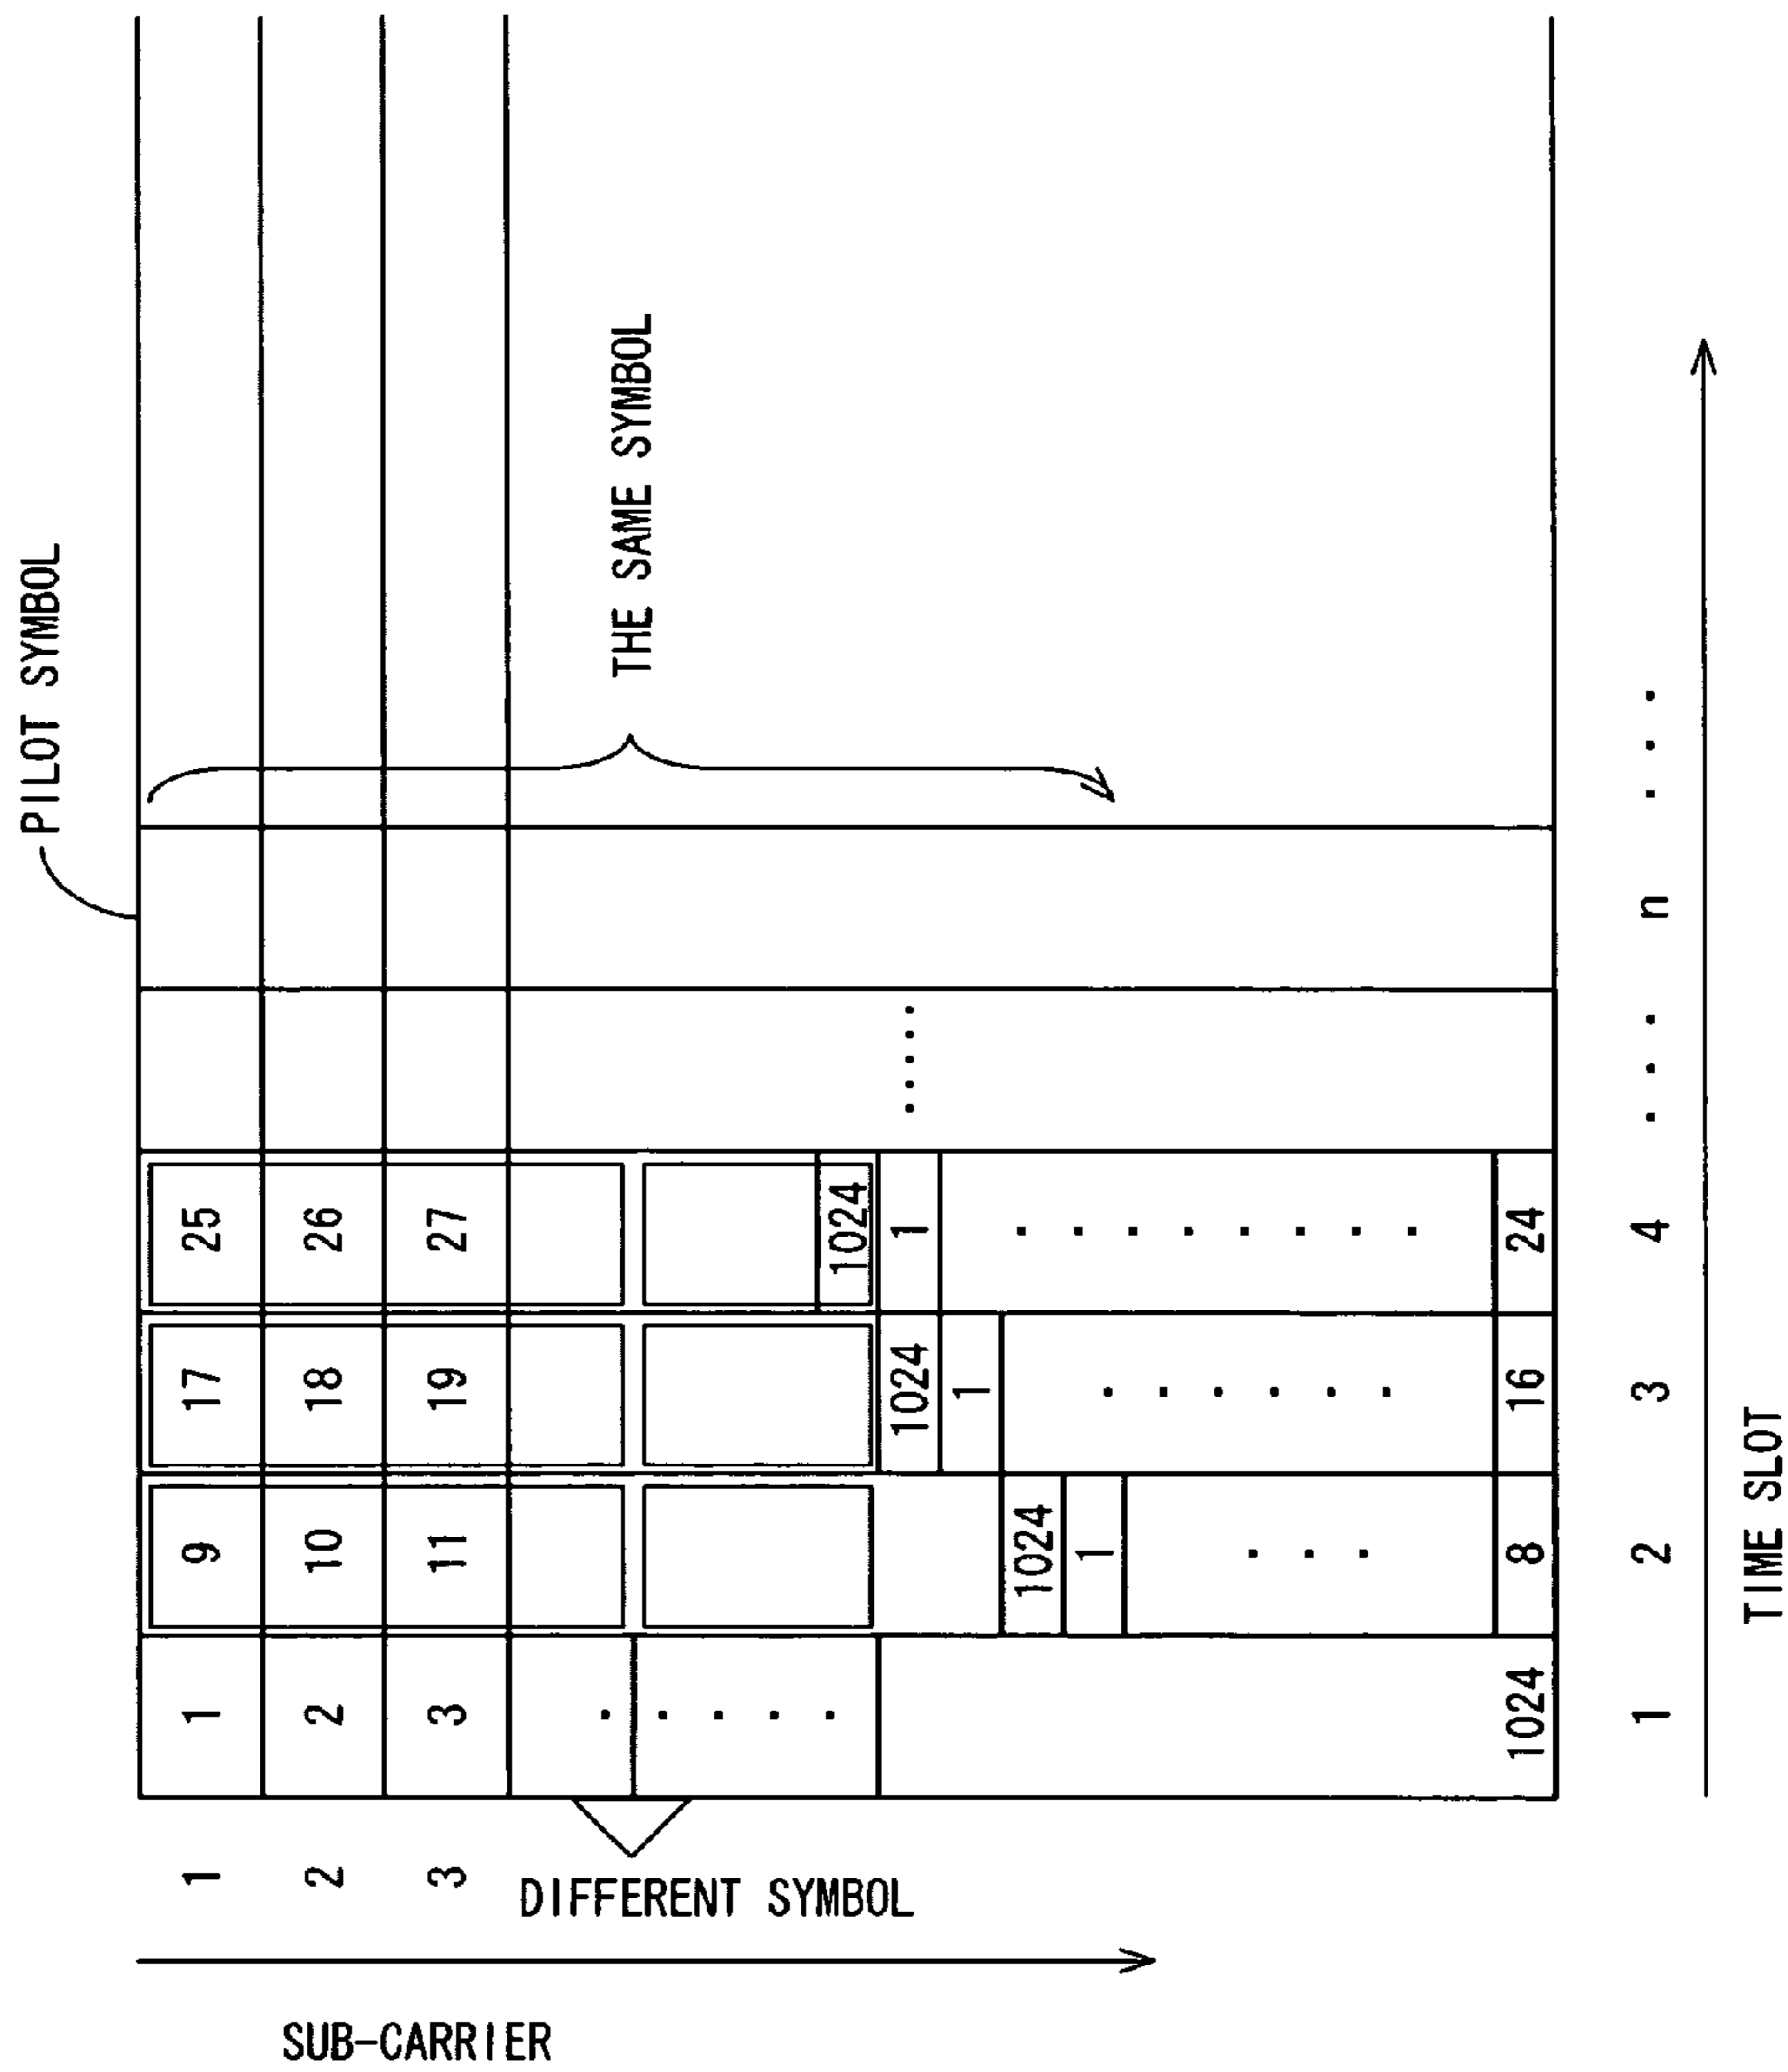 PILOT SYMBOL
SUB-CARRIER
1 1 9 17 25
2 2 10 18 26
3 3 11 19 27
THE SAME SYMBOL
DIFFERENT SYMBOL
1024
1024 1 ·····
1
1024
1
1024 8 16 24
1 2 3 4 ··· n ···
TIME SLOT